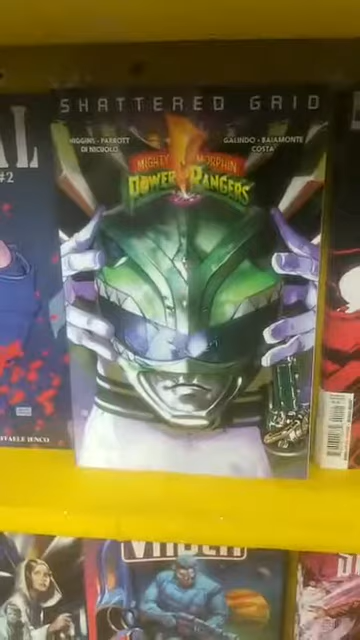 SHATTERED GRID
HIGGINS · PARROTT
DI NICUOLO
GALINDO · BAIAMONTE
COSTA
MIGHTY MORPHIN
POWER RANGERS
#2
VADER